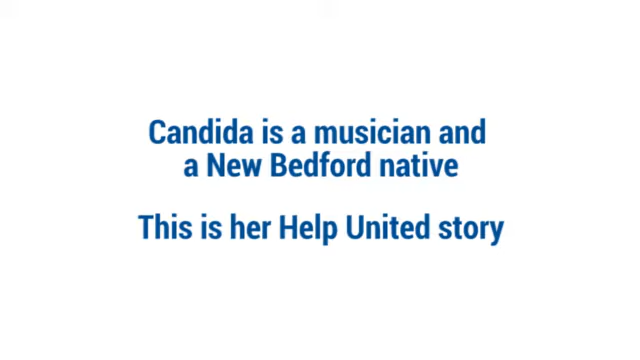 Candida is a musician and
a New Bedford native
This is her Help United story